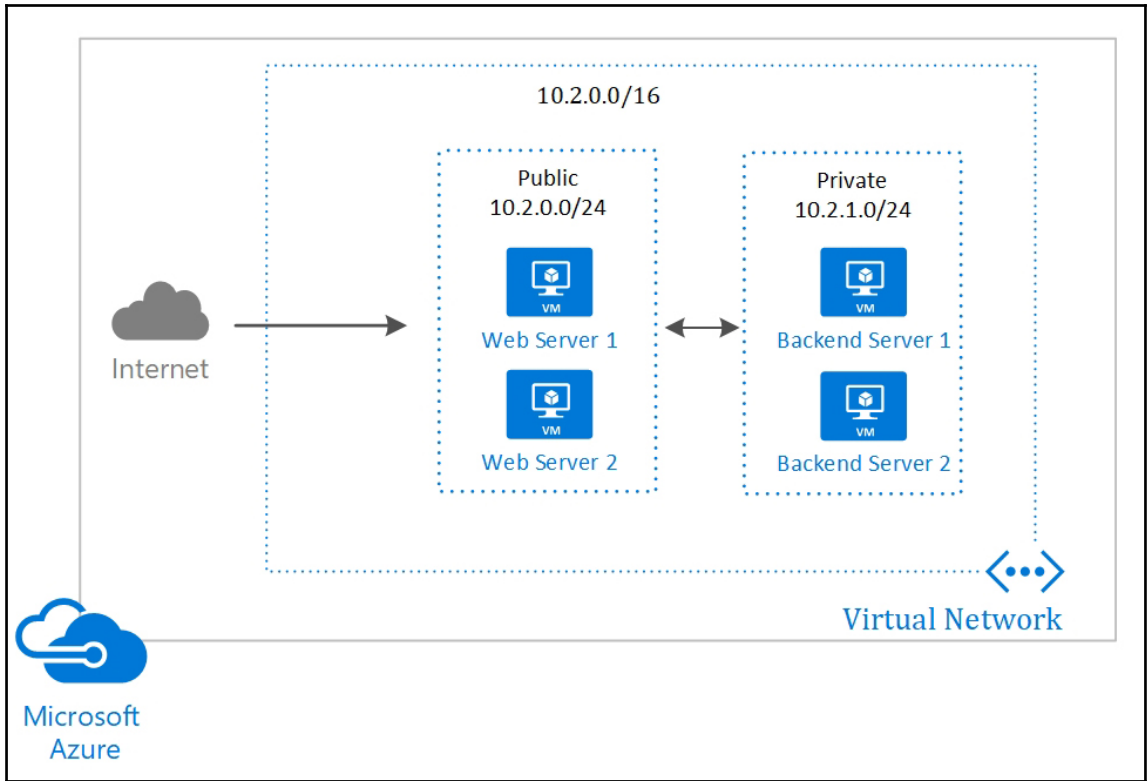 10.2.0.0/16
Public
10.2.0.0/24
VM
Web Server 1
VM
Web Server 2
Private
10.2.1.0/24
VM
Backend Server 1
VM
Backend Server 2
Internet
Virtual Network
Microsoft
Azure